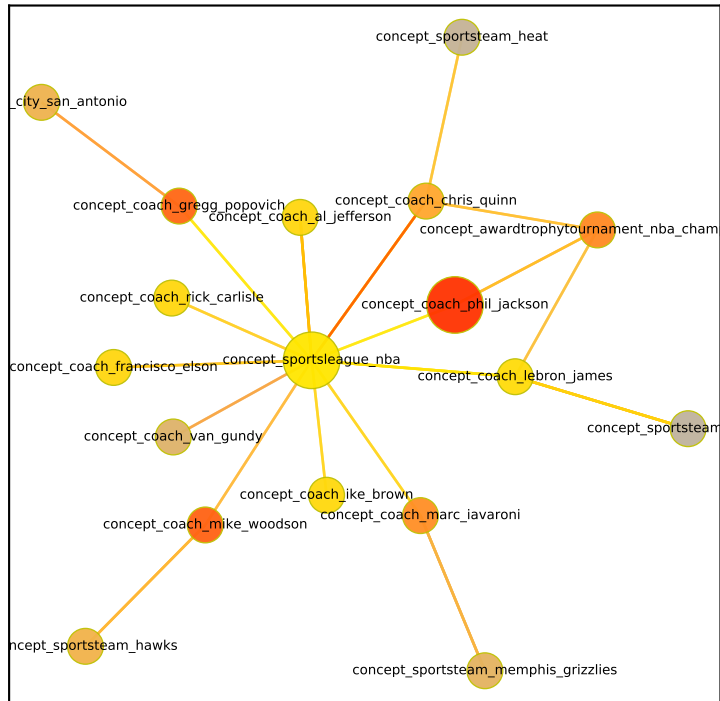 concept_sportsteam_heat
_city_san_antonio
concept_coach_chris_quinn
concept_coach_gregg_popovich
concept_coach_al_jefferson
concept_awardtrophytournament_nba_cham
concept_coach_rick_carlisle
concept_coach_phil_jackson
concept_sportsleague_nba
concept_coach_francisco_elson
concept_coach_lebron_james
concept_sportsteam
concept_coach_van_gundy
concept_coach_ike_brown
concept_coach_marc_iavaroni
concept_coach_mike_woodson
ncept_sportsteam_hawks
concept_sportsteam_memphis_grizzlies